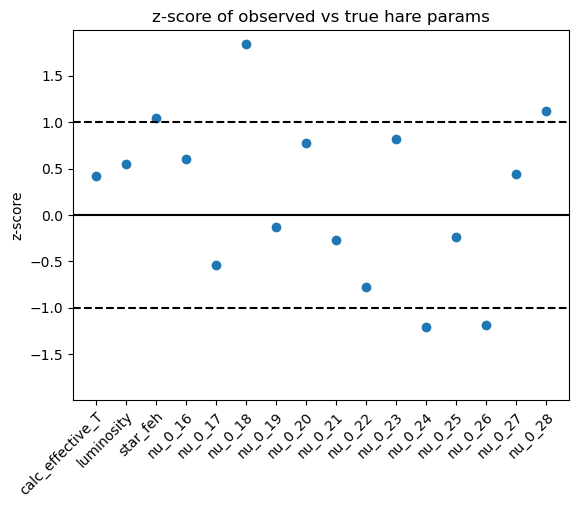 z-score of observed vs true hare params
z-score
1.5
1.0
0.5
0.0
−0.5
−1.0
−1.5
calc_effective_T
luminosity
star_feh
nu_0_16
nu_0_17
nu_0_18
nu_0_19
nu_0_20
nu_0_21
nu_0_22
nu_0_23
nu_0_24
nu_0_25
nu_0_26
nu_0_27
nu_0_28